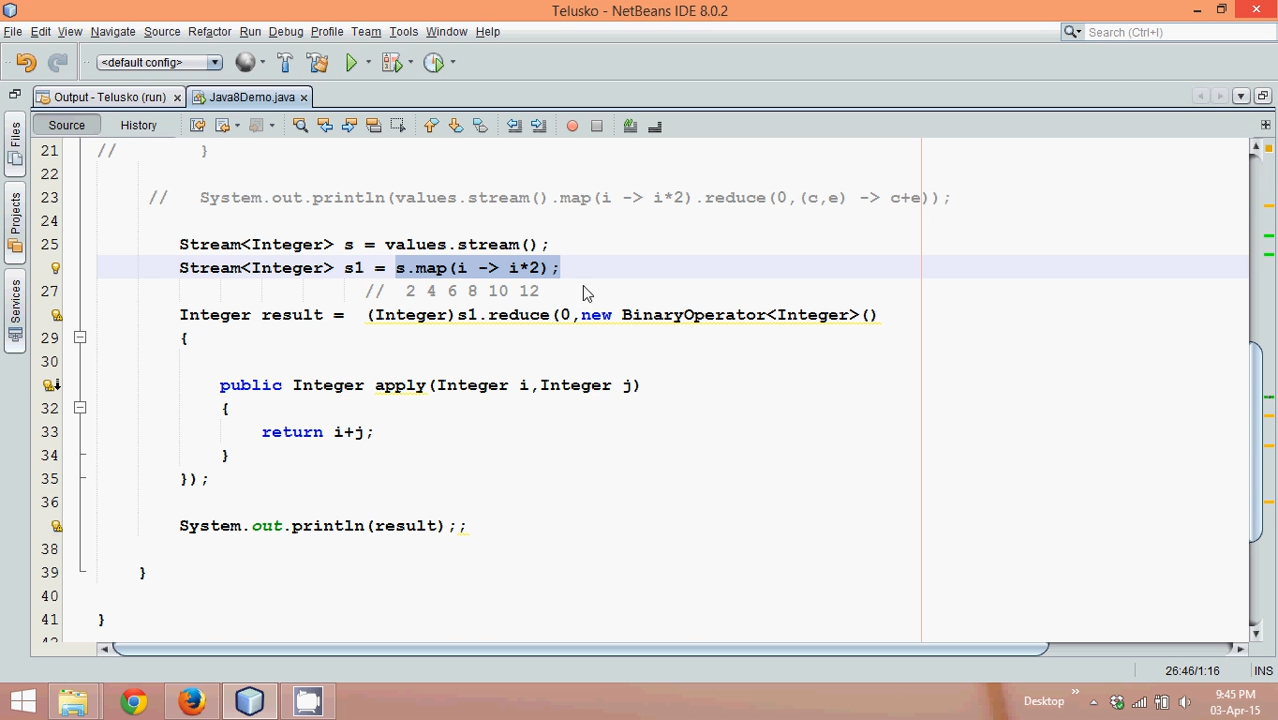 Telusko - NetBeans IDE 8.0.2
File Edit View Navigate Source Refactor Run Debug Profile Team Tools Window Help
Search (Ctrl+I)
<default config>
Output - Telusko (run) Java8Demo.java
Source History
Files
Projects
Services
21 // }
22
23 // System.out.println(values.stream().map(i -> i*2).reduce(0,(c,e) -> c+e));
24
25 Stream<Integer> s = values.stream();
Stream<Integer> s1 = s.map(i -> i*2);
27 // 2 4 6 8 10 12
Integer result = (Integer)s1.reduce(0,new BinaryOperator<Integer>()
29 {
30
public Integer apply(Integer i,Integer j)
32 {
33 return i+j;
34 }
35 });
36
System.out.println(result);;
38
39 }
40
41 }
26:46/1:16 INS
Desktop
9:45 PM
03-Apr-15